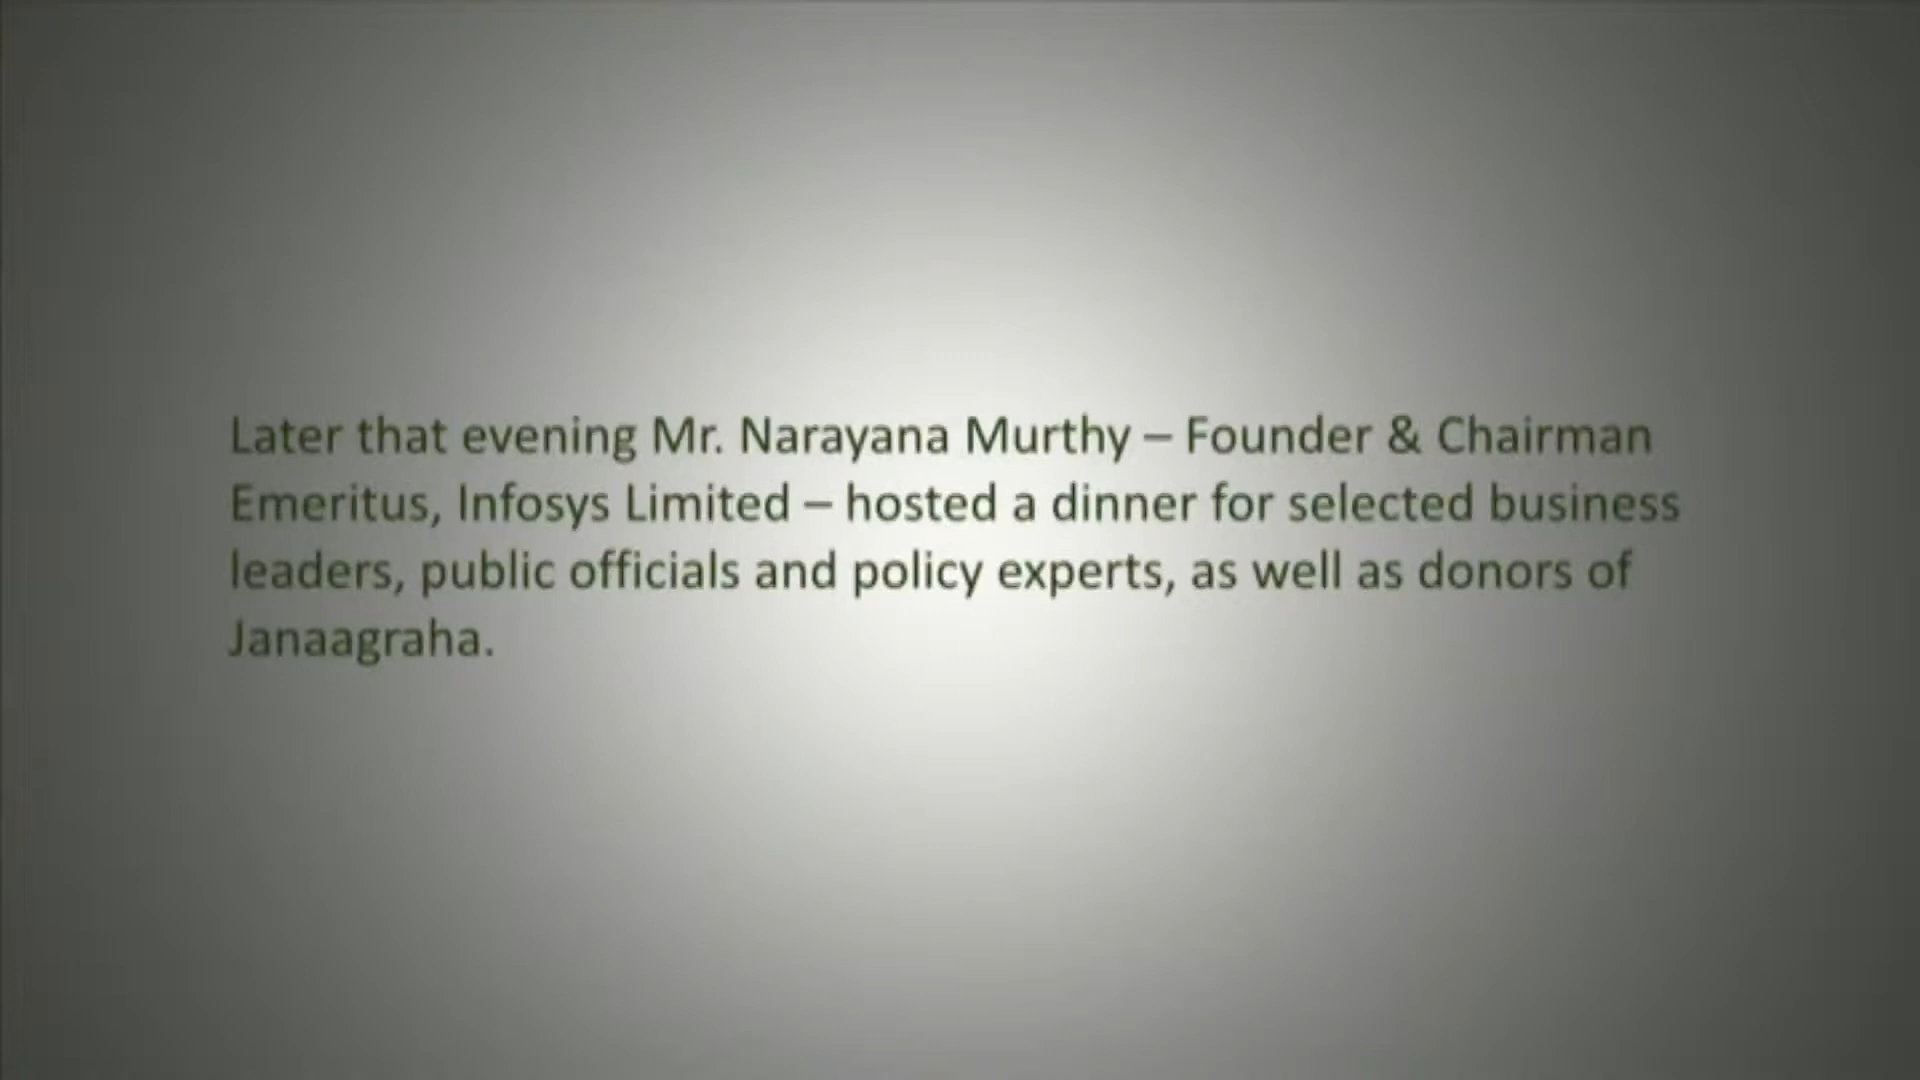 Later that evening Mr. Narayana Murthy – Founder & Chairman
Emeritus, Infosys Limited – hosted a dinner for selected business
leaders, public officials and policy experts, as well as donors of
Janaagraha.